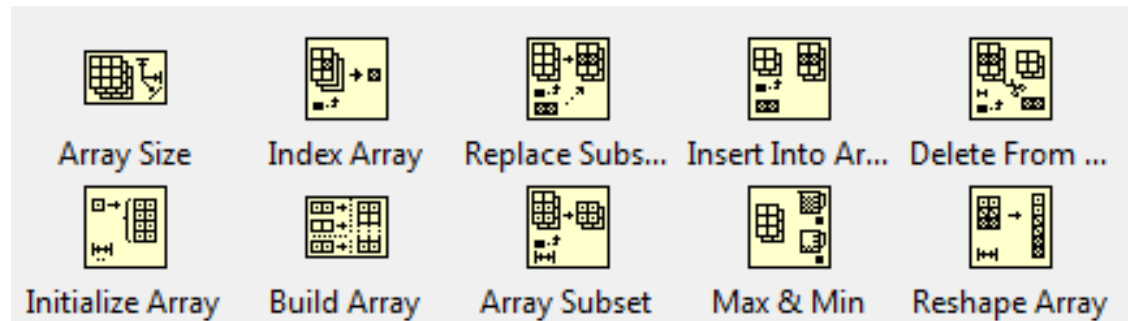 Array Size Index Array Replace Subs... Insert Into Ar... Delete From ...
Initialize Array Build Array Array Subset Max & Min Reshape Array